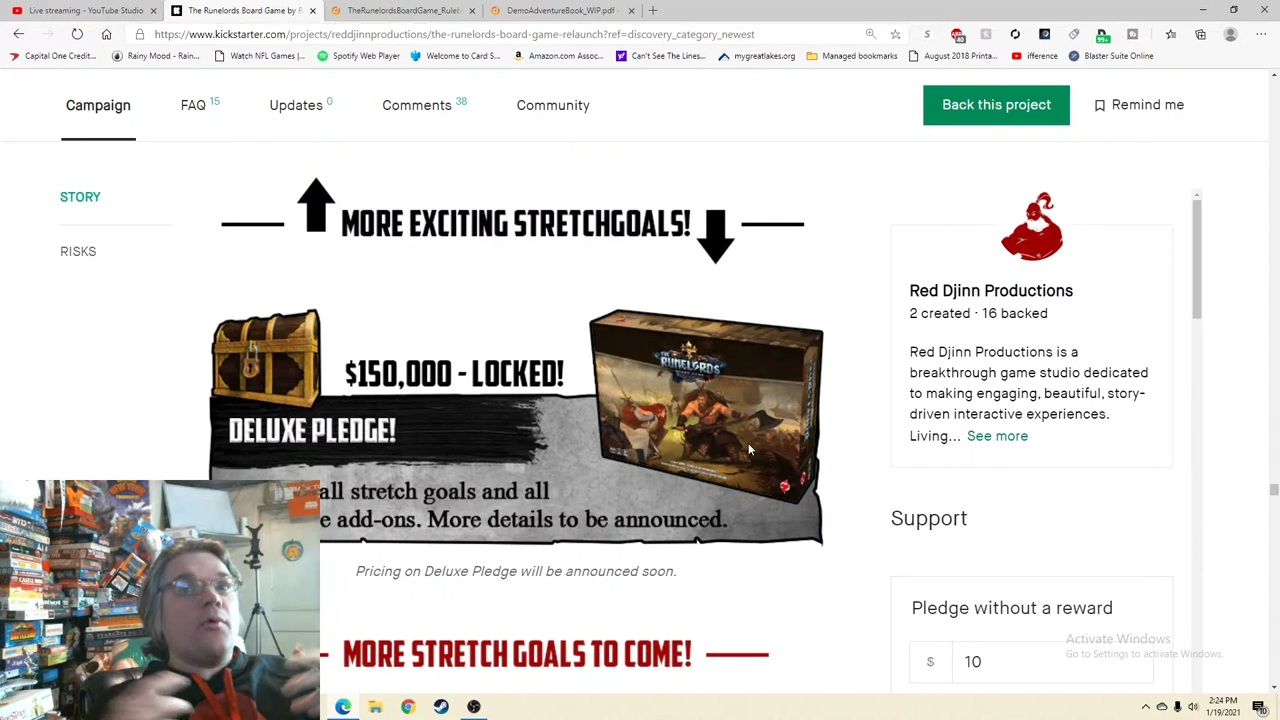 Live streaming - YouTube Studio
The Runelords Board Game by R
TheRunelordsBoardGame_Ruleb
DemoAdventureBook_WIP.pdf
https://www.kickstarter.com/projects/reddjinnproductions/the-runelords-board-game-relaunch?ref=discovery_category_newest
40
99+
Capital One Credit...
Rainy Mood - Rain...
Watch NFL Games |...
Spotify Web Player
Welcome to Card S...
Amazon.com Assoc...
Can't See The Lines...
mygreatlakes.org
Managed bookmarks
August 2018 Printa...
ifference
Blaster Suite Online
Campaign
FAQ 15
Updates 0
Comments 38
Community
Back this project
Remind me
STORY
RISKS
MORE EXCITING STRETCHGOALS!
$150,000 - LOCKED!
DELUXE PLEDGE!
THE RUNELORDS
all stretch goals and all
e add-ons. More details to be announced.
Pricing on Deluxe Pledge will be announced soon.
MORE STRETCH GOALS TO COME!
Red Djinn Productions
2 created · 16 backed
Red Djinn Productions is a
breakthrough game studio dedicated
to making engaging, beautiful, story-
driven interactive experiences.
Living... See more
Support
Pledge without a reward
$ 10
Activate Windows
Go to Settings to activate Windows.
2:24 PM
1/19/2021